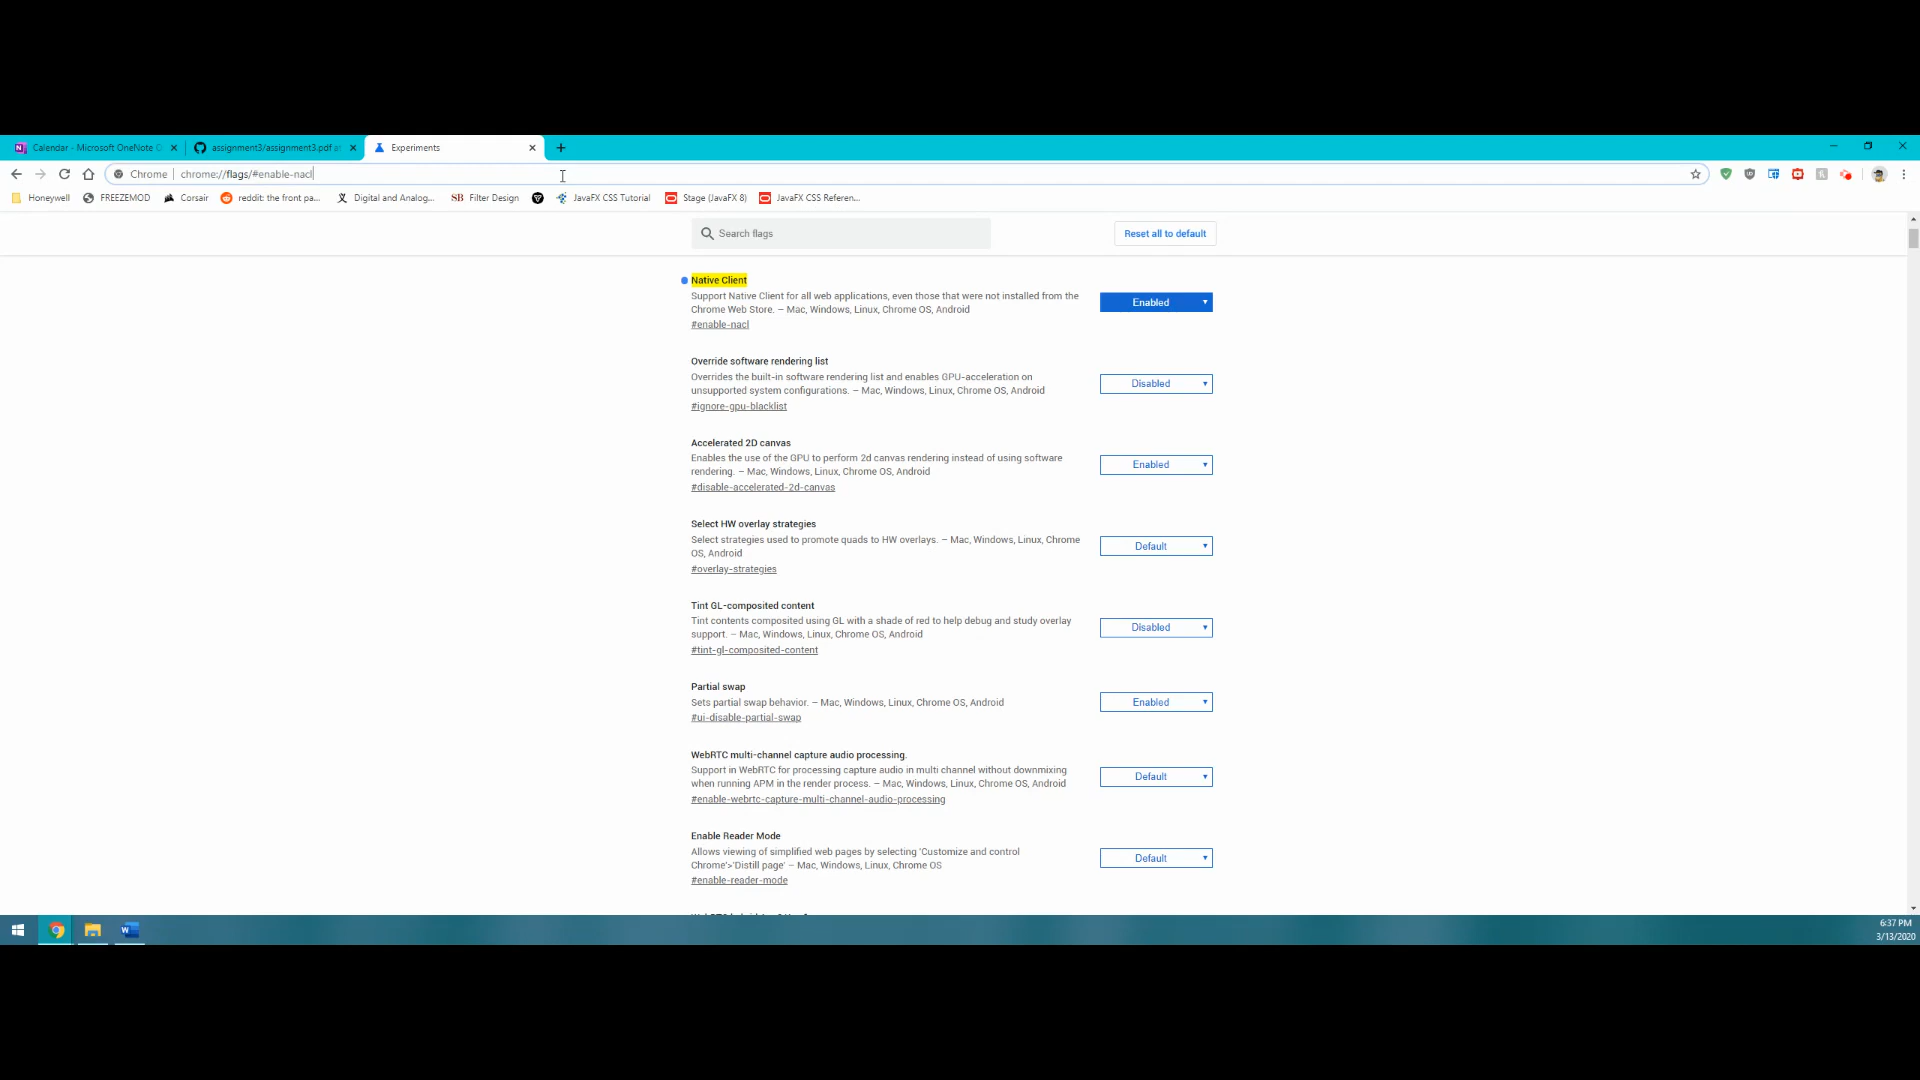 Calendar - Microsoft OneNote
assignment3/assignment3.pdf
Experiments
Chrome | chrome://flags/#enable-nacl
Honeywell
FREEZEMOD
Corsair
reddit: the front pa...
Digital and Analog...
SB Filter Design
JavaFX CSS Tutorial
Stage (JavaFX 8)
JavaFX CSS Referen...
Search flags
Reset all to default
Native Client
Support Native Client for all web applications, even those that were not installed from the
Chrome Web Store. – Mac, Windows, Linux, Chrome OS, Android
#enable-nacl
Enabled
Override software rendering list
Overrides the built-in software rendering list and enables GPU-acceleration on
unsupported system configurations. – Mac, Windows, Linux, Chrome OS, Android
#ignore-gpu-blacklist
Disabled
Accelerated 2D canvas
Enables the use of the GPU to perform 2d canvas rendering instead of using software
rendering. – Mac, Windows, Linux, Chrome OS, Android
#disable-accelerated-2d-canvas
Enabled
Select HW overlay strategies
Select strategies used to promote quads to HW overlays. – Mac, Windows, Linux, Chrome
OS, Android
#overlay-strategies
Default
Tint GL-composited content
Tint contents composited using GL with a shade of red to help debug and study overlay
support. – Mac, Windows, Linux, Chrome OS, Android
#tint-gl-composited-content
Disabled
Partial swap
Sets partial swap behavior. – Mac, Windows, Linux, Chrome OS, Android
#ui-disable-partial-swap
Enabled
WebRTC multi-channel capture audio processing.
Support in WebRTC for processing capture audio in multi channel without downmixing
when running APM in the render process. – Mac, Windows, Linux, Chrome OS, Android
#enable-webrtc-capture-multi-channel-audio-processing
Default
Enable Reader Mode
Allows viewing of simplified web pages by selecting 'Customize and control
Chrome'>'Distill page' – Mac, Windows, Linux, Chrome OS
#enable-reader-mode
Default
6:37 PM
3/13/2020